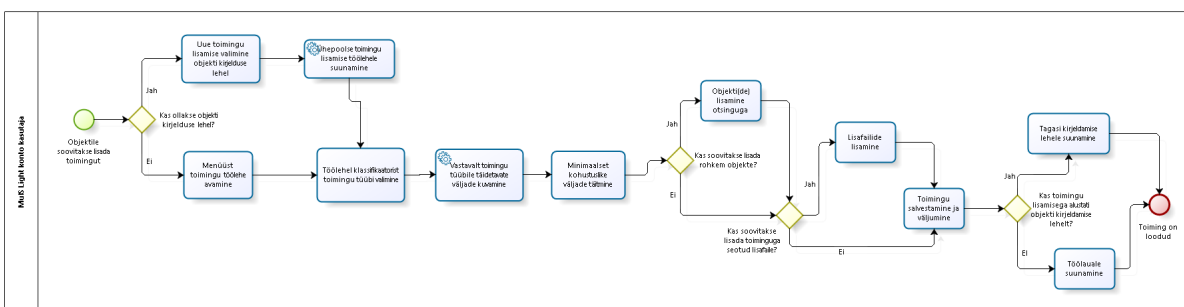 MuIS Light konto kasutaja
Objektile
soovitakse lisada
toimingut
Kas ollakse objekti
kirjelduse lehel?
Jah
Ei
Uue toimingu
lisamise valimine
objekti kirjelduse
lehel
Ühepoolse toimingu
lisamise töölehele
suunamine
Menüüst
toimingu töölehe
avamine
Töölehel klassifikaatorist
toimingu tüübi valimine
Vastavalt toimingu
tüübile täidetavate
väljade kuvamine
Minimaalset
kohustuslike
väljade täitmine
Kas soovitakse lisada
rohkem objekte?
Jah
Ei
Objekti(de)
lisamine
otsinguga
Kas soovitakse
lisada toiminguga
seotud lisafaile?
Jah
Ei
Lisafailide
lisamine
Toimingu
salvestamine ja
väljumine
Kas toimingu
lisamisega alustati
objekti kirjeldamise
lehelt?
Jah
Ei
Tagasi kirjeldamise
lehele suunamine
Töölauale
suunamine
Toiming on
loodud